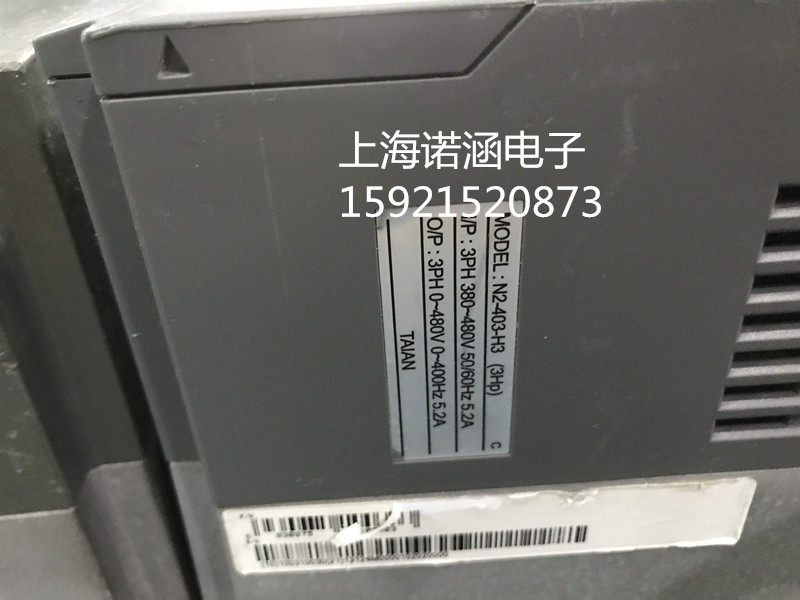 上海诺涵电子
15921520873
MODEL : N2-403-H3 (3Hp) C
I/P : 3PH 380~480V 50/60Hz 5.2A
O/P : 3PH 0~480V 0~400Hz 5.2A
TAIAN